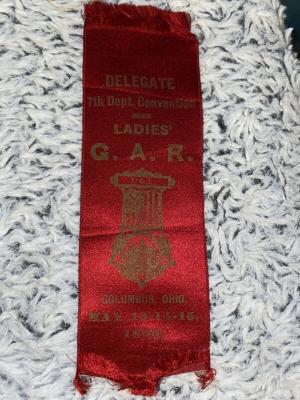 DELEGATE
7th Dept. Convention
LADIES'
G. A. R.
COLUMBUS, OHIO,
MAY